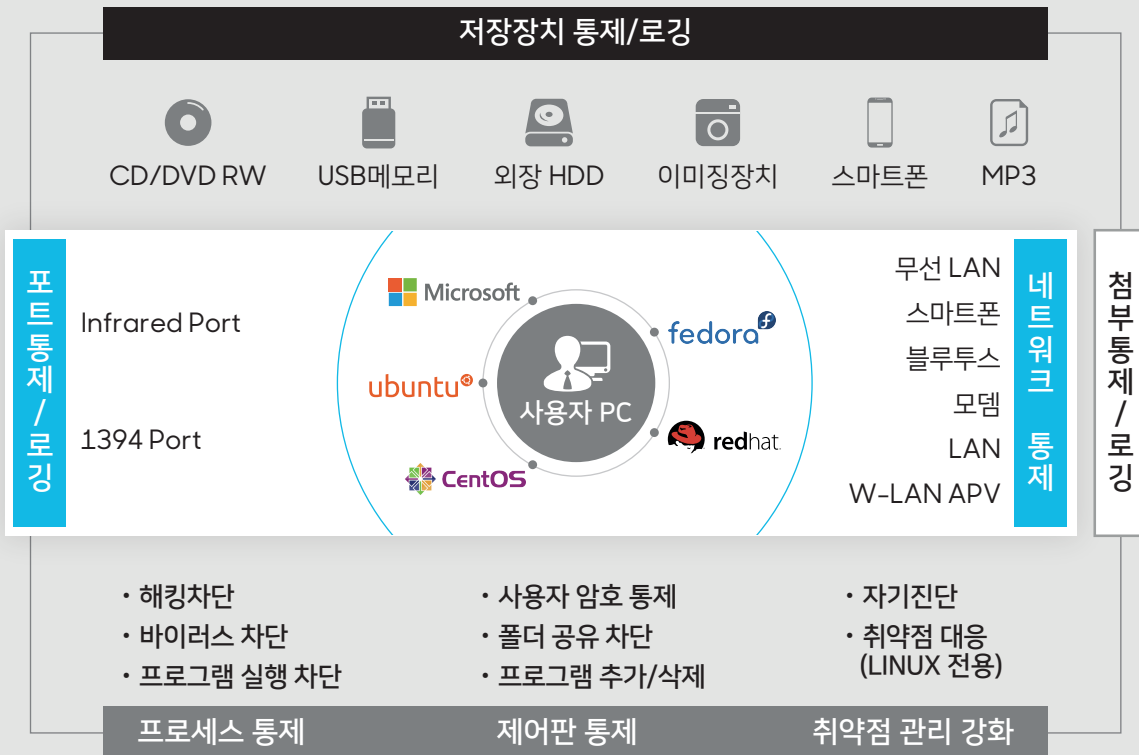 저장장치 통제/로깅
CD/DVD RW
USB메모리
외장 HDD
이미징장치
스마트폰
MP3
포트통제/로깅
Infrared Port
1394 Port
Microsoft
fedora
ubuntu
사용자 PC
redhat.
CentOS
무선 LAN
스마트폰
블루투스
모뎀
LAN
W-LAN APV
네트워크 통제
첨부통제/로깅
· 해킹차단
· 바이러스 차단
· 프로그램 실행 차단
· 사용자 암호 통제
· 폴더 공유 차단
· 프로그램 추가/삭제
· 자기진단
· 취약점 대응
(LINUX 전용)
프로세스 통제
제어판 통제
취약점 관리 강화